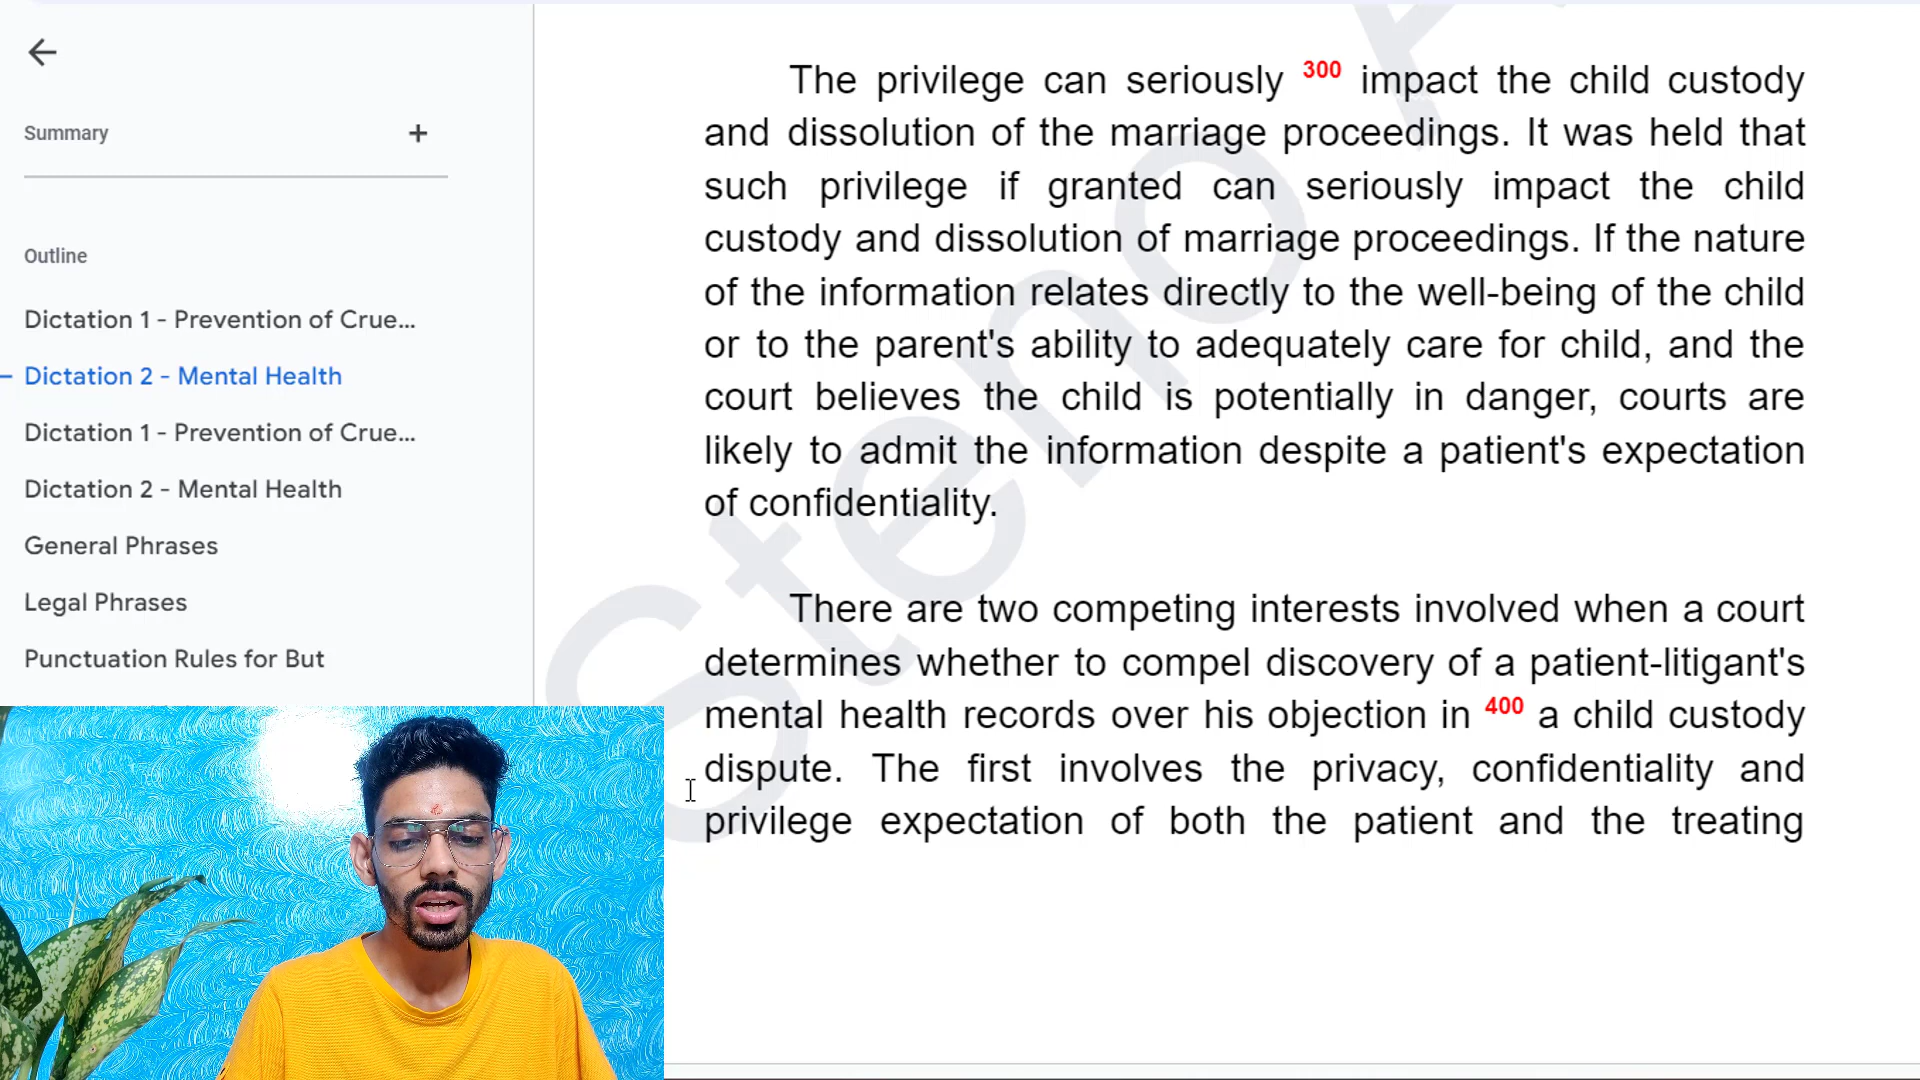 Summary
Outline
Dictation 1 - Prevention of Crue...
Dictation 2 - Mental Health
Dictation 1 - Prevention of Crue...
Dictation 2 - Mental Health
General Phrases
Legal Phrases
Punctuation Rules for But
The privilege can seriously 300 impact the child custody
and dissolution of the marriage proceedings. It was held that
such privilege if granted can seriously impact the child
custody and dissolution of marriage proceedings. If the nature
of the information relates directly to the well-being of the child
or to the parent's ability to adequately care for child, and the
court believes the child is potentially in danger, courts are
likely to admit the information despite a patient's expectation
of confidentiality.
There are two competing interests involved when a court
determines whether to compel discovery of a patient-litigant's
mental health records over his objection in 400 a child custody
dispute. The first involves the privacy, confidentiality and
privilege expectation of both the patient and the treating
Steno A